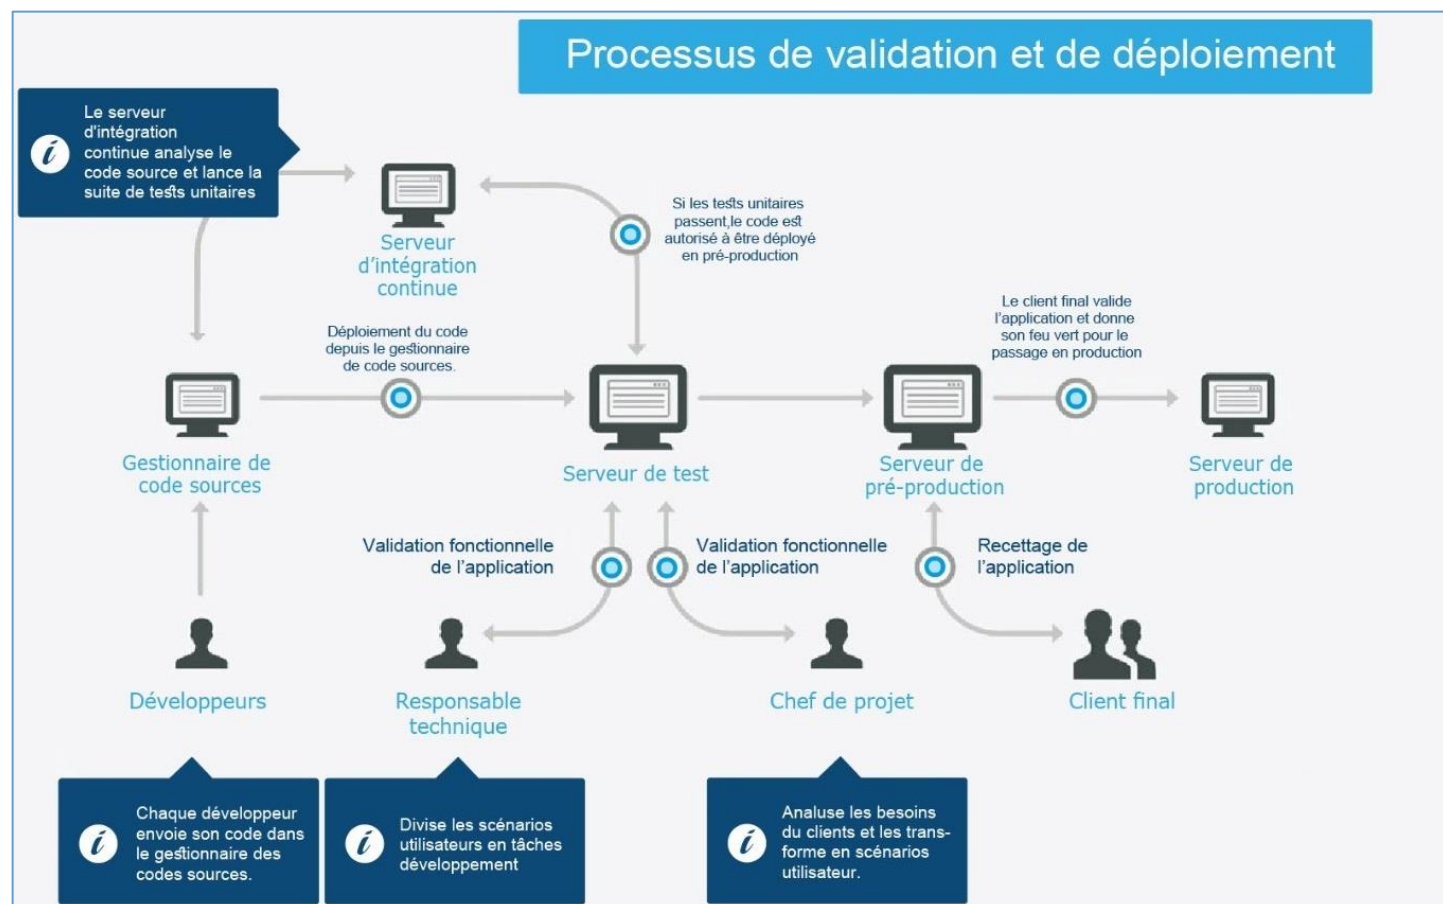 Processus de validation et de déploiement
Le serveur
d'intégration
continue analyse le
code source et lance la
suite de tests unitaires
Serveur
d'intégration
continue
Si les tests unitaires
passent,le code est
autorisé à être déployé
en pré-production
Le client final valide
l'application et donne
son feu vert pour le
passage en production
Déploiement du code
depuis le gestionnaire
de code sources.
Gestionnaire de
code sources
Serveur de test
Serveur de
pré-production
Serveur de
production
Validation fonctionnelle
de l'application
Validation fonctionnelle
de l'application
Recettage de
l'application
Développeurs
Responsable
technique
Chef de projet
Client final
Chaque développeur
envoie son code dans
le gestionnaire des
codes sources.
Divise les scénarios
utilisateurs en tâches
développement
Analuse les besoins
du clients et les trans-
forme en scénarios
utilisateur.